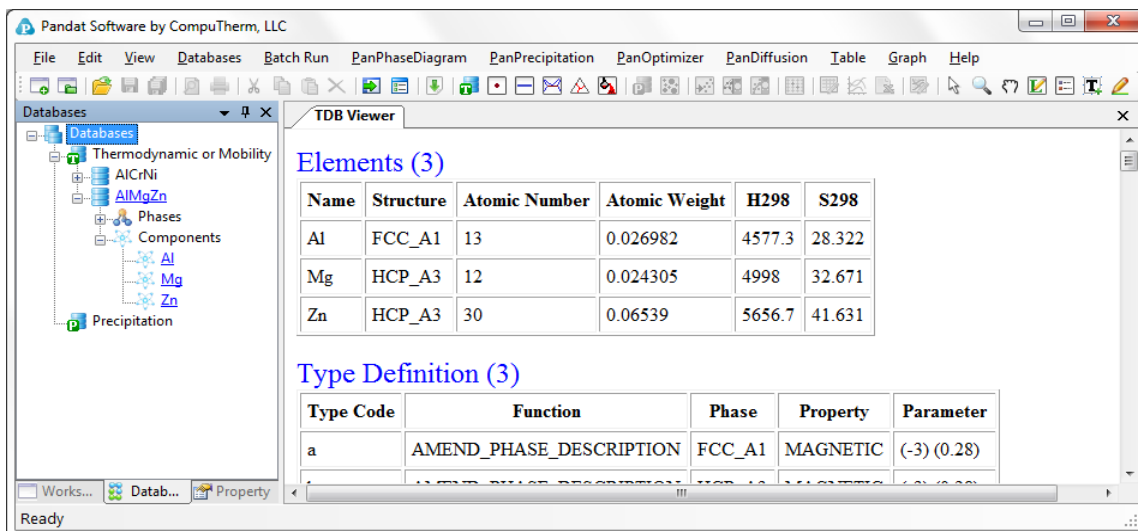 Pandat Software by CompuTherm, LLC
File Edit View Databases Batch Run PanPhaseDiagram PanPrecipitation PanOptimizer PanDiffusion Table Graph Help
Databases
TDB Viewer
Databases
Thermodynamic or Mobility
AlCrNi
AlMgZn
Phases
Components
Al
Mg
Zn
Precipitation
Elements (3)
Name Structure Atomic Number Atomic Weight H298 S298
Al FCC_A1 13 0.026982 4577.3 28.322
Mg HCP_A3 12 0.024305 4998 32.671
Zn HCP_A3 30 0.06539 5656.7 41.631
Type Definition (3)
Type Code Function Phase Property Parameter
a AMEND_PHASE_DESCRIPTION FCC_A1 MAGNETIC (-3) (0.28)
Works... Datab... Property
Ready